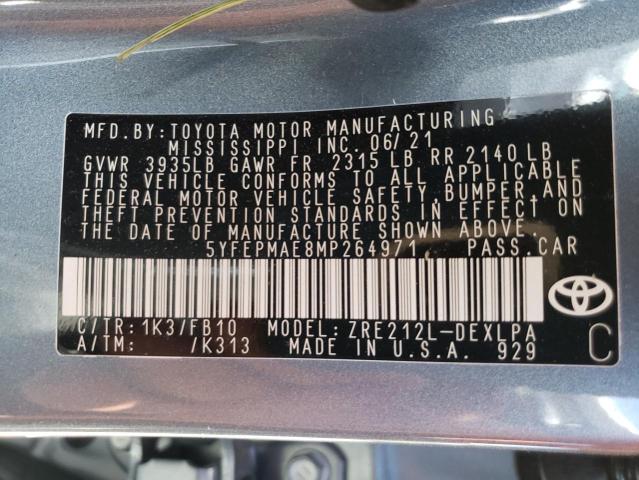 MFD.BY: TOYOTA MOTOR MANUFACTURING
MISSISSIPPI INC. 06/21
GVWR 3935LB GAWR FR 2315 LB RR 2140 LB
THIS VEHICLE CONFORMS TO ALL APPLICABLE
FEDERAL MOTOR VEHICLE SAFETY, BUMPER, AND
THEFT PREVENTION STANDARDS IN EFFECT ON
THE DATE OF MANUFACTURE SHOWN ABOVE.
5YFEPMAE8MP264971 PASS.CAR
C/TR: 1K3/FB10 MODEL: ZRE212L-DEXLPA
A/TM: /K313 MADE IN U.S.A. 929
C